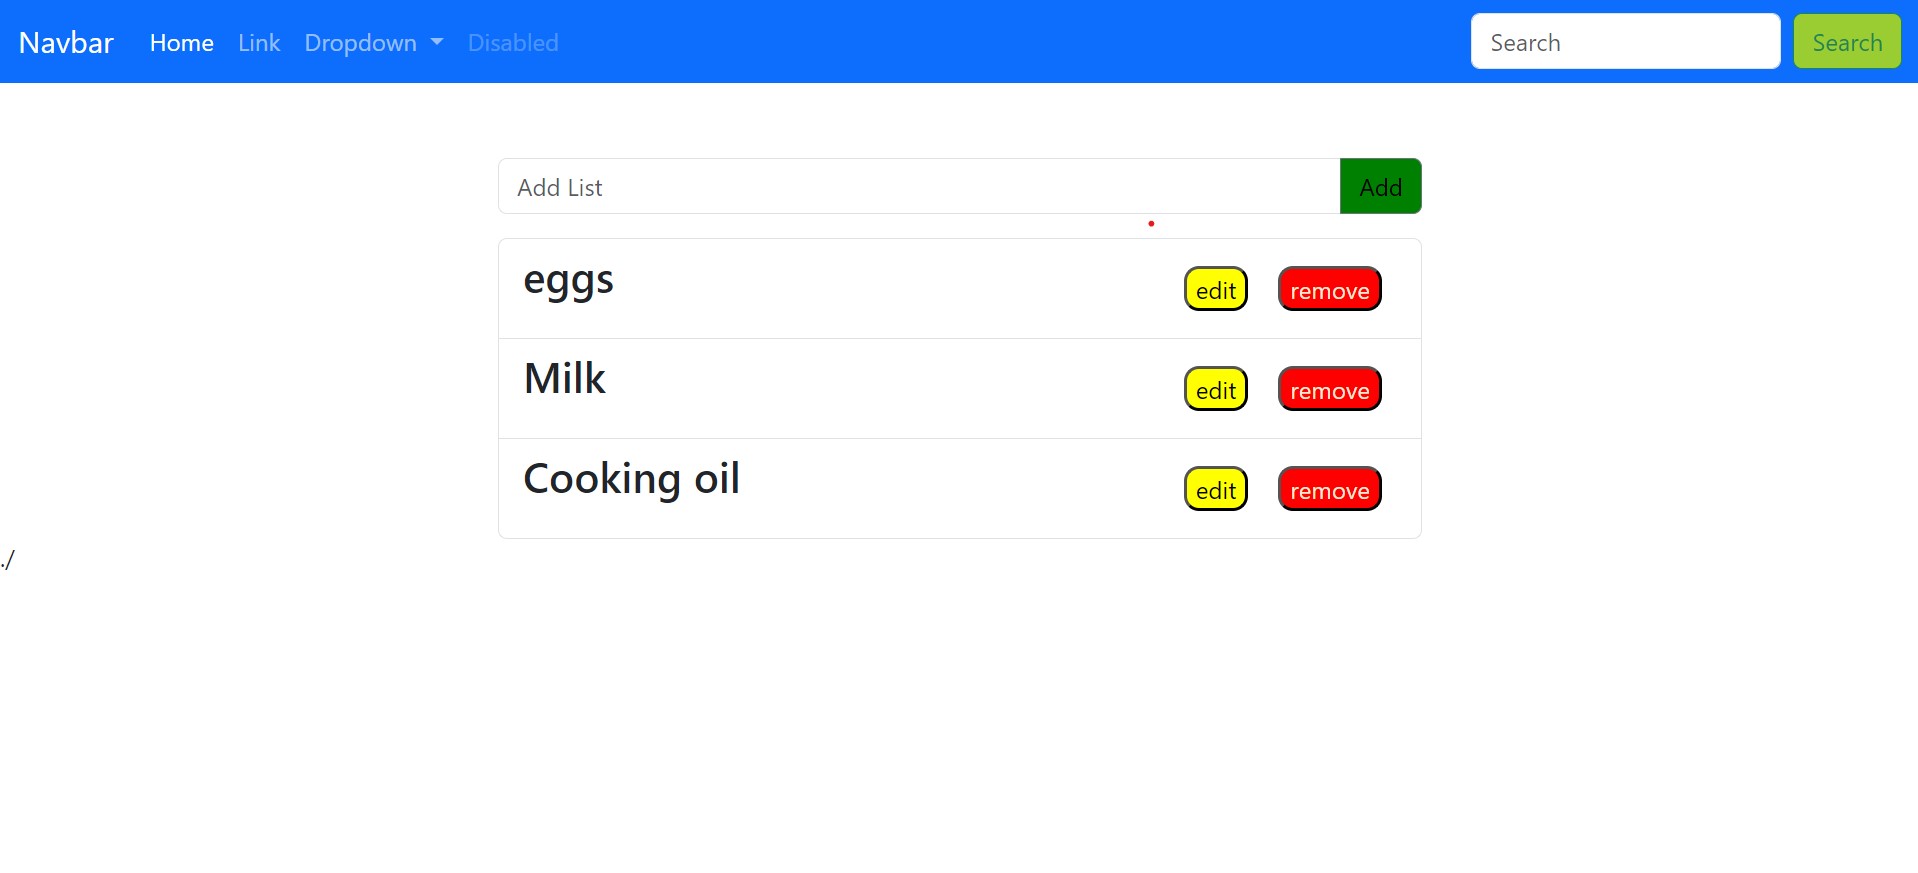 Navbar Home Link Dropdown Disabled Search Search
Add List Add
eggs edit remove
Milk edit remove
Cooking oil edit remove
./